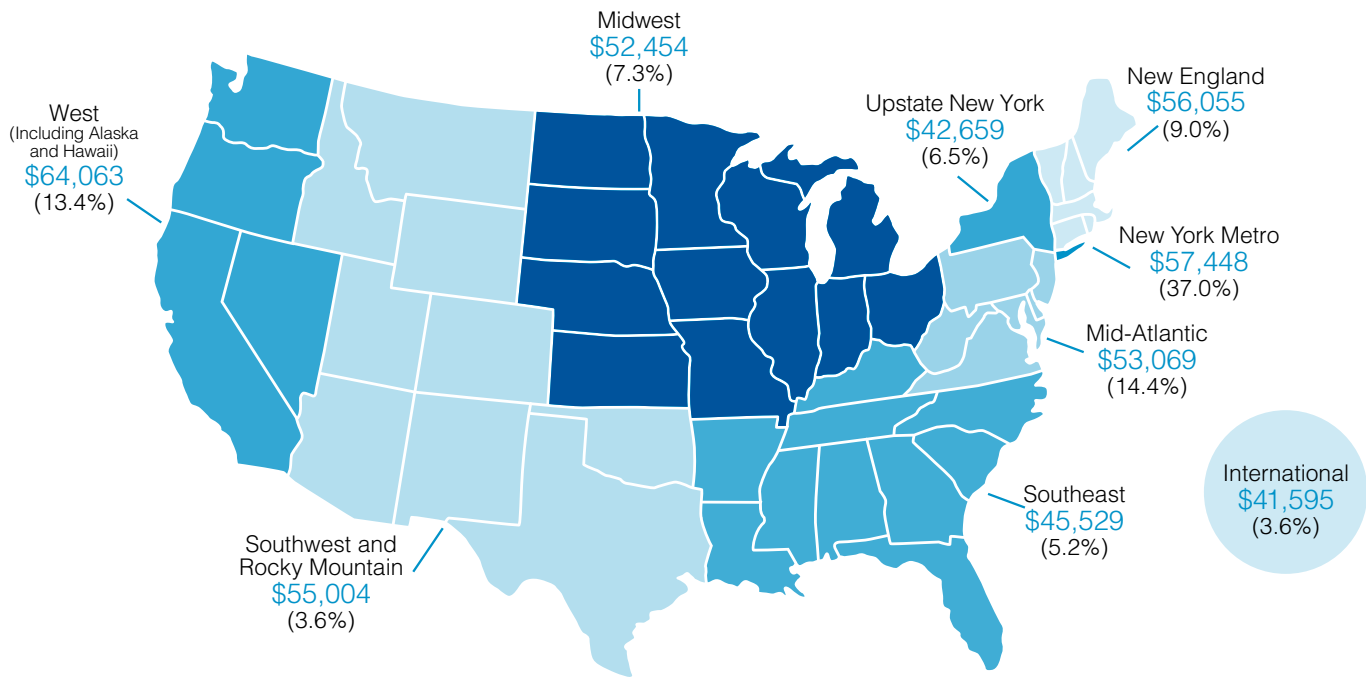 Midwest
$52,454
(7.3%)
New England
$56,055
(9.0%)
Upstate New York
$42,659
(6.5%)
West
(Including Alaska
and Hawaii)
$64,063
(13.4%)
New York Metro
$57,448
(37.0%)
Mid-Atlantic
$53,069
(14.4%)
International
$41,595
(3.6%)
Southeast
$45,529
(5.2%)
Southwest and
Rocky Mountain
$55,004
(3.6%)